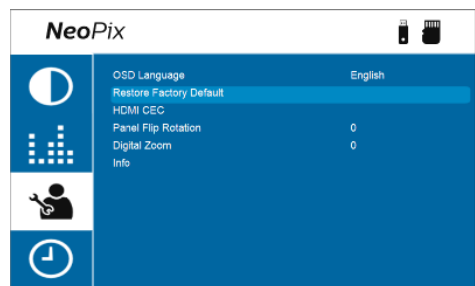 NeoPix
OSD Language English
Restore Factory Default
HDMI CEC
Panel Flip Rotation 0
Digital Zoom 0
Info